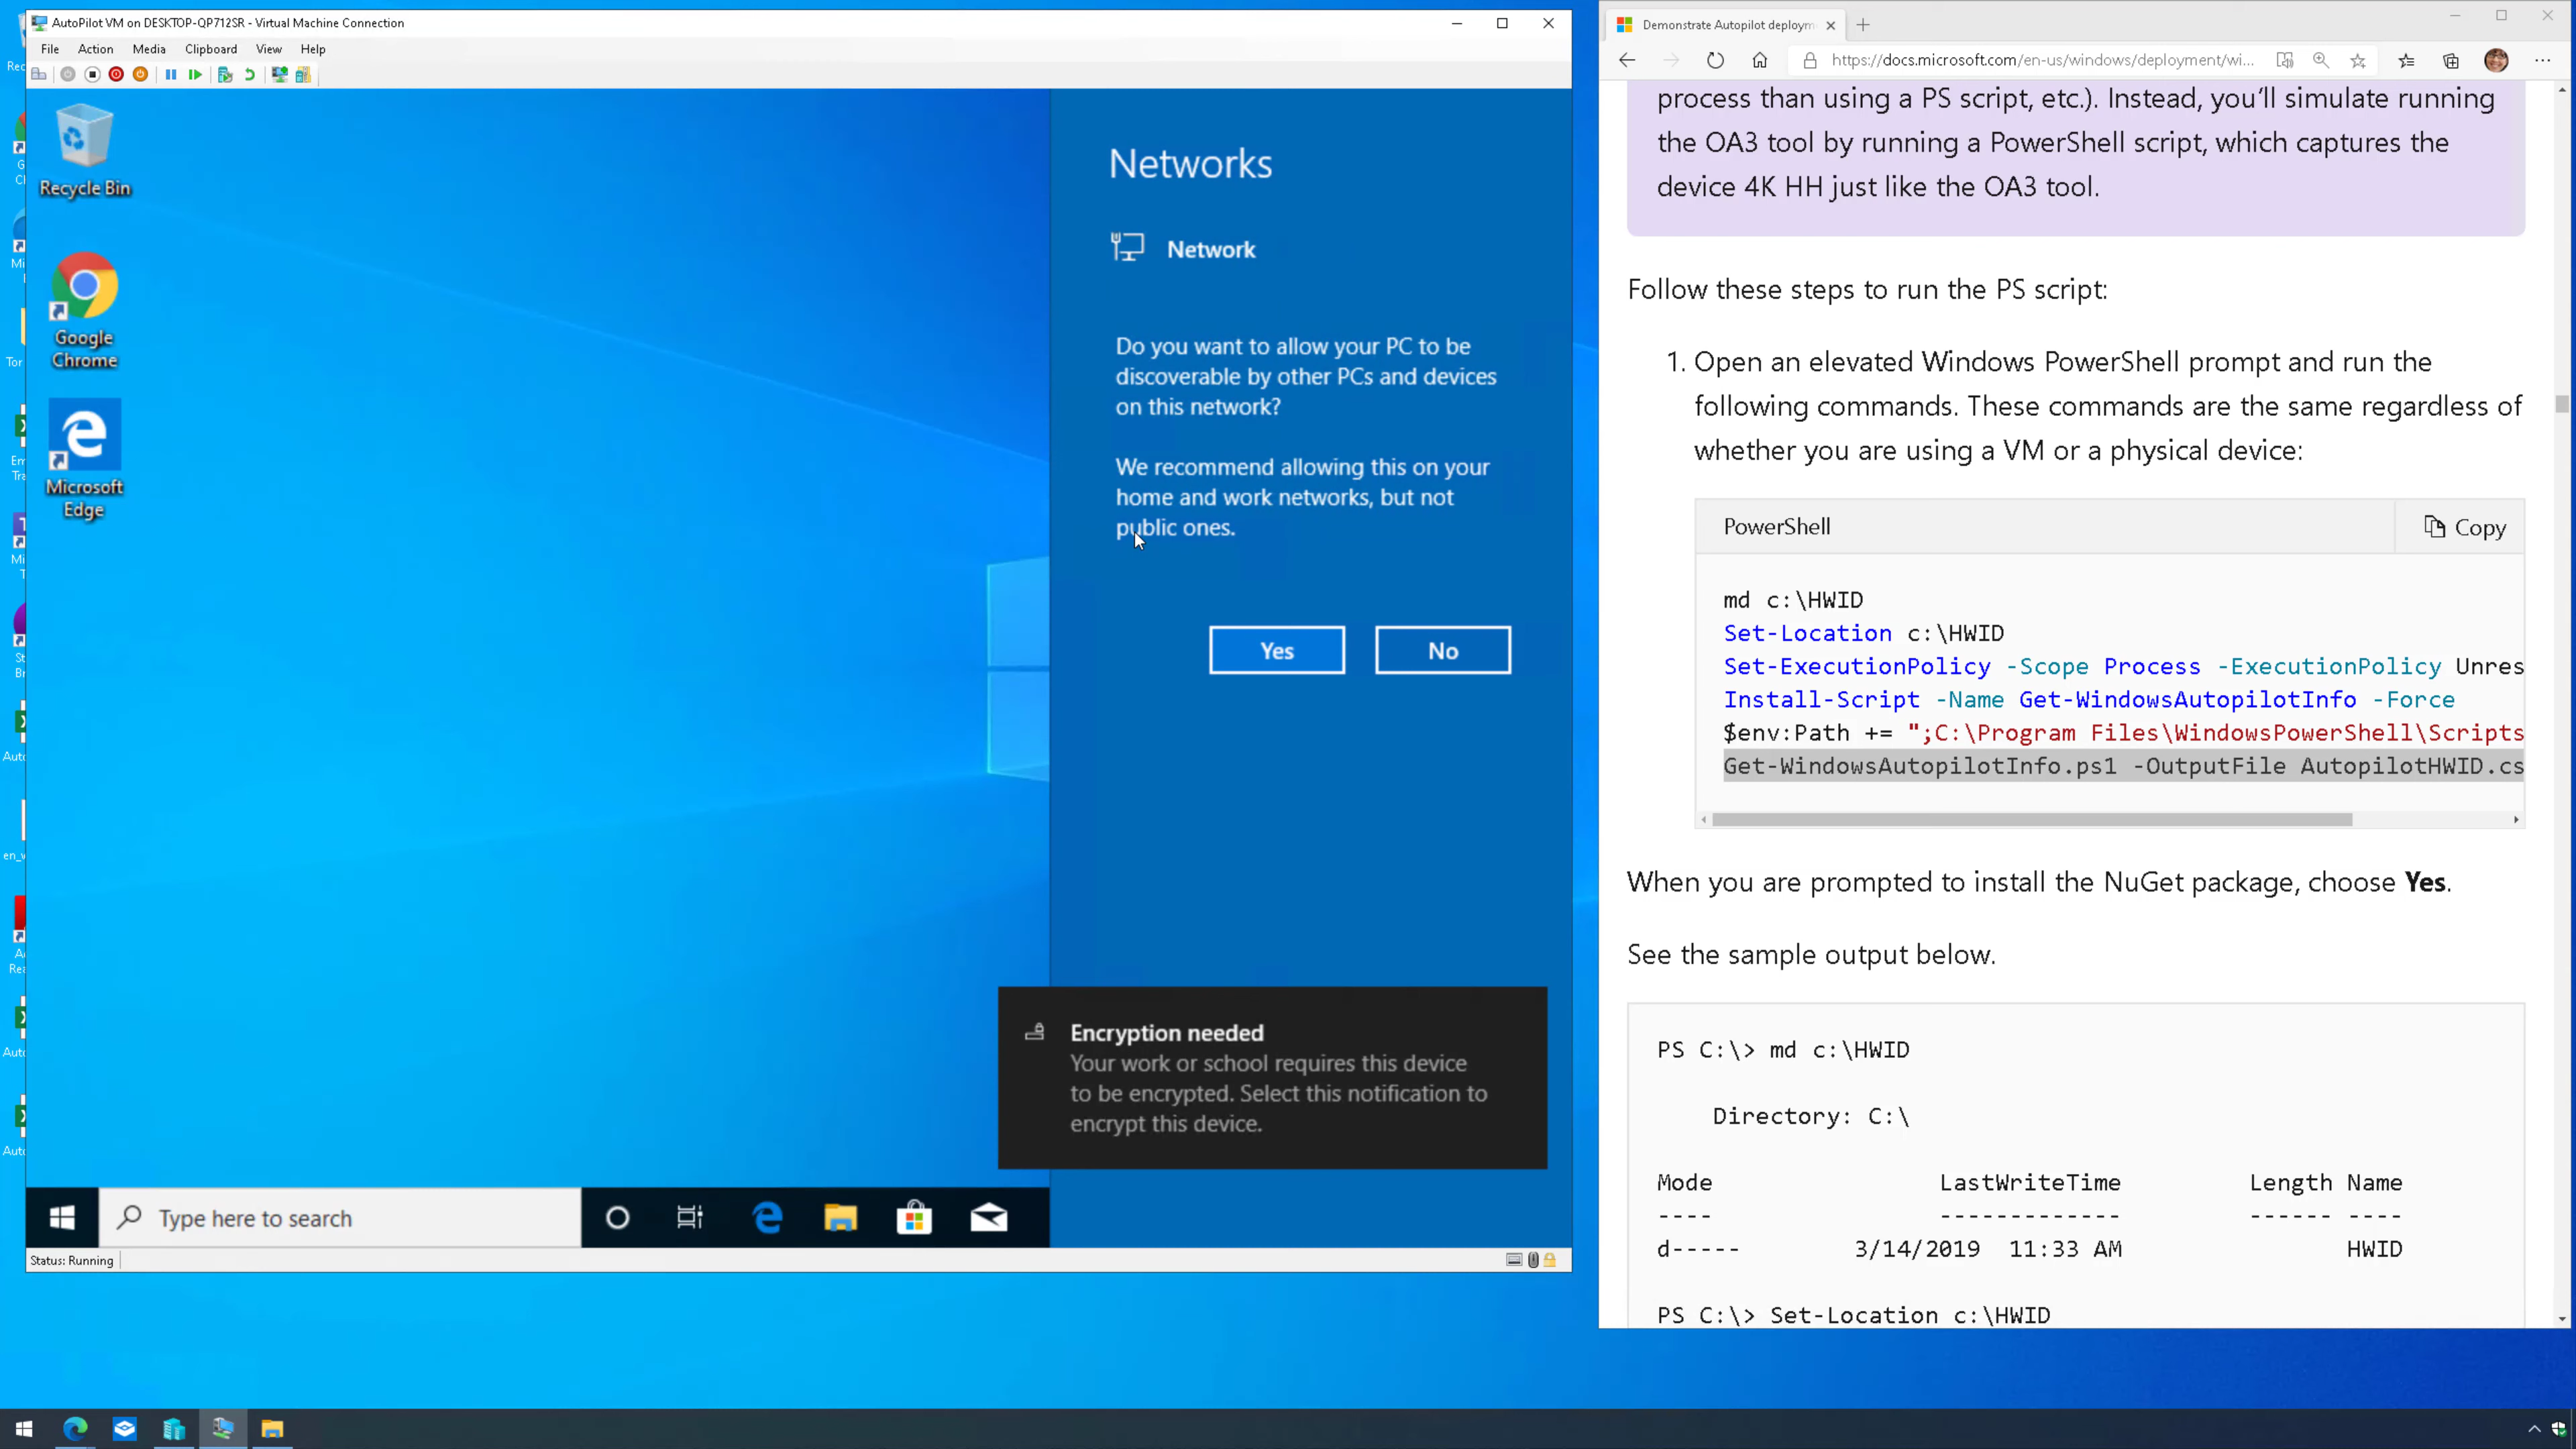 AutoPilot VM on DESKTOP-QP712SR - Virtual Machine Connection
File Action Media Clipboard View Help
Recycle Bin
Google
Chrome
Microsoft
Edge
Networks
Network
Do you want to allow your PC to be
discoverable by other PCs and devices
on this network?
We recommend allowing this on your
home and work networks, but not
public ones.
Yes No
Encryption needed
Your work or school requires this device
to be encrypted. Select this notification to
encrypt this device.
Type here to search
Status: Running
Demonstrate Autopilot deploym
https://docs.microsoft.com/en-us/windows/deployment/wi...
process than using a PS script, etc.). Instead, you'll simulate running
the OA3 tool by running a PowerShell script, which captures the
device 4K HH just like the OA3 tool.
Follow these steps to run the PS script:
1. Open an elevated Windows PowerShell prompt and run the
following commands. These commands are the same regardless of
whether you are using a VM or a physical device:
PowerShell Copy
md c:\HWID
Set-Location c:\HWID
Set-ExecutionPolicy -Scope Process -ExecutionPolicy Unres
Install-Script -Name Get-WindowsAutopilotInfo -Force
$env:Path += ";C:\Program Files\WindowsPowerShell\Scripts
Get-WindowsAutopilotInfo.ps1 -OutputFile AutopilotHWID.cs
When you are prompted to install the NuGet package, choose Yes.
See the sample output below.
PS C:\> md c:\HWID
Directory: C:\
Mode LastWriteTime Length Name
---- ------------- ------ ----
d----- 3/14/2019 11:33 AM HWID
PS C:\> Set-Location c:\HWID